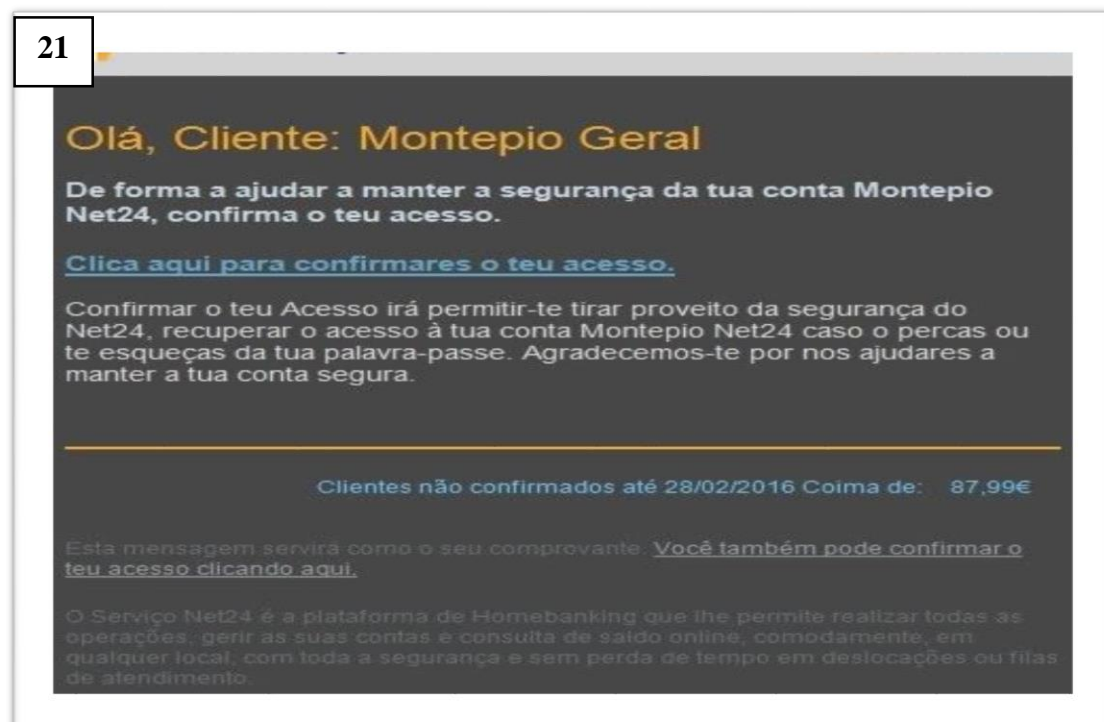 21
Olá, Cliente: Montepio Geral
De forma a ajudar a manter a segurança da tua conta Montepio
Net24, confirma o teu acesso.
Clica aqui para confirmares o teu acesso.
Confirmar o teu Acesso irá permitir-te tirar proveito da segurança do
Net24, recuperar o acesso à tua conta Montepio Net24 caso o percas ou
te esqueças da tua palavra-passe. Agradecemos-te por nos ajudares a
manter a tua conta segura.
Clientes não confirmados até 28/02/2016 Coima de: 87,99€
Esta mensagem servirá como o seu comprovante. Você também pode confirmar o
teu acesso clicando aqui.
O Serviço Net24 é a plataforma de Homebanking que lhe permite realizar todas as
operações, gerir as suas contas e consulta de saldo online, comodamente, em
qualquer local, com toda a segurança e sem perda de tempo em deslocações ou filas
de atendimento.